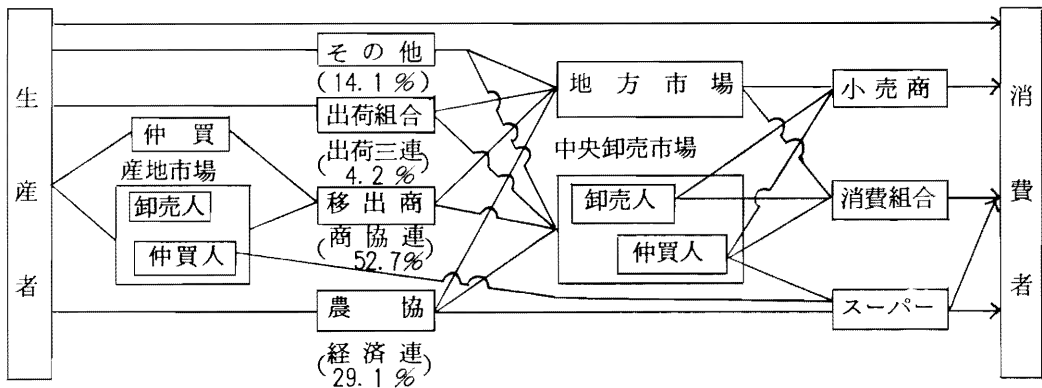 生産者
その他
(14.1%)
出荷組合
(出荷三連)
4.2%
仲買
産地市場
卸売人
仲買人
移出商
(商協連)
52.7%
農協
(経済連)
29.1%
地方市場
中央卸売市場
卸売人
仲買人
小売商
消費組合
スーパー
消費者